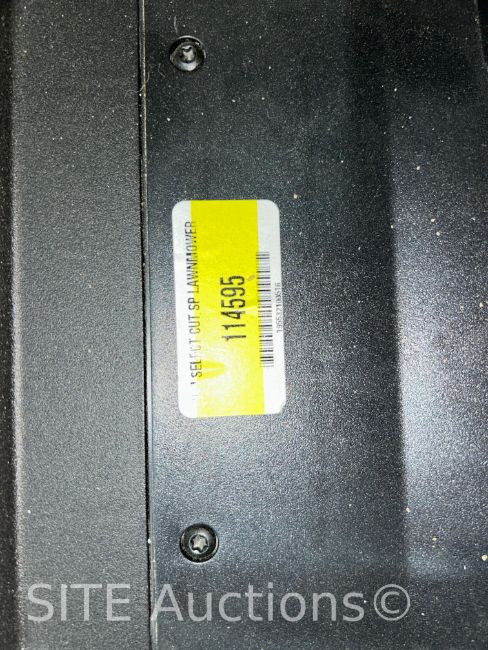 SELECT CUT SP LAWNMOWER
114595
SITE Auctions©